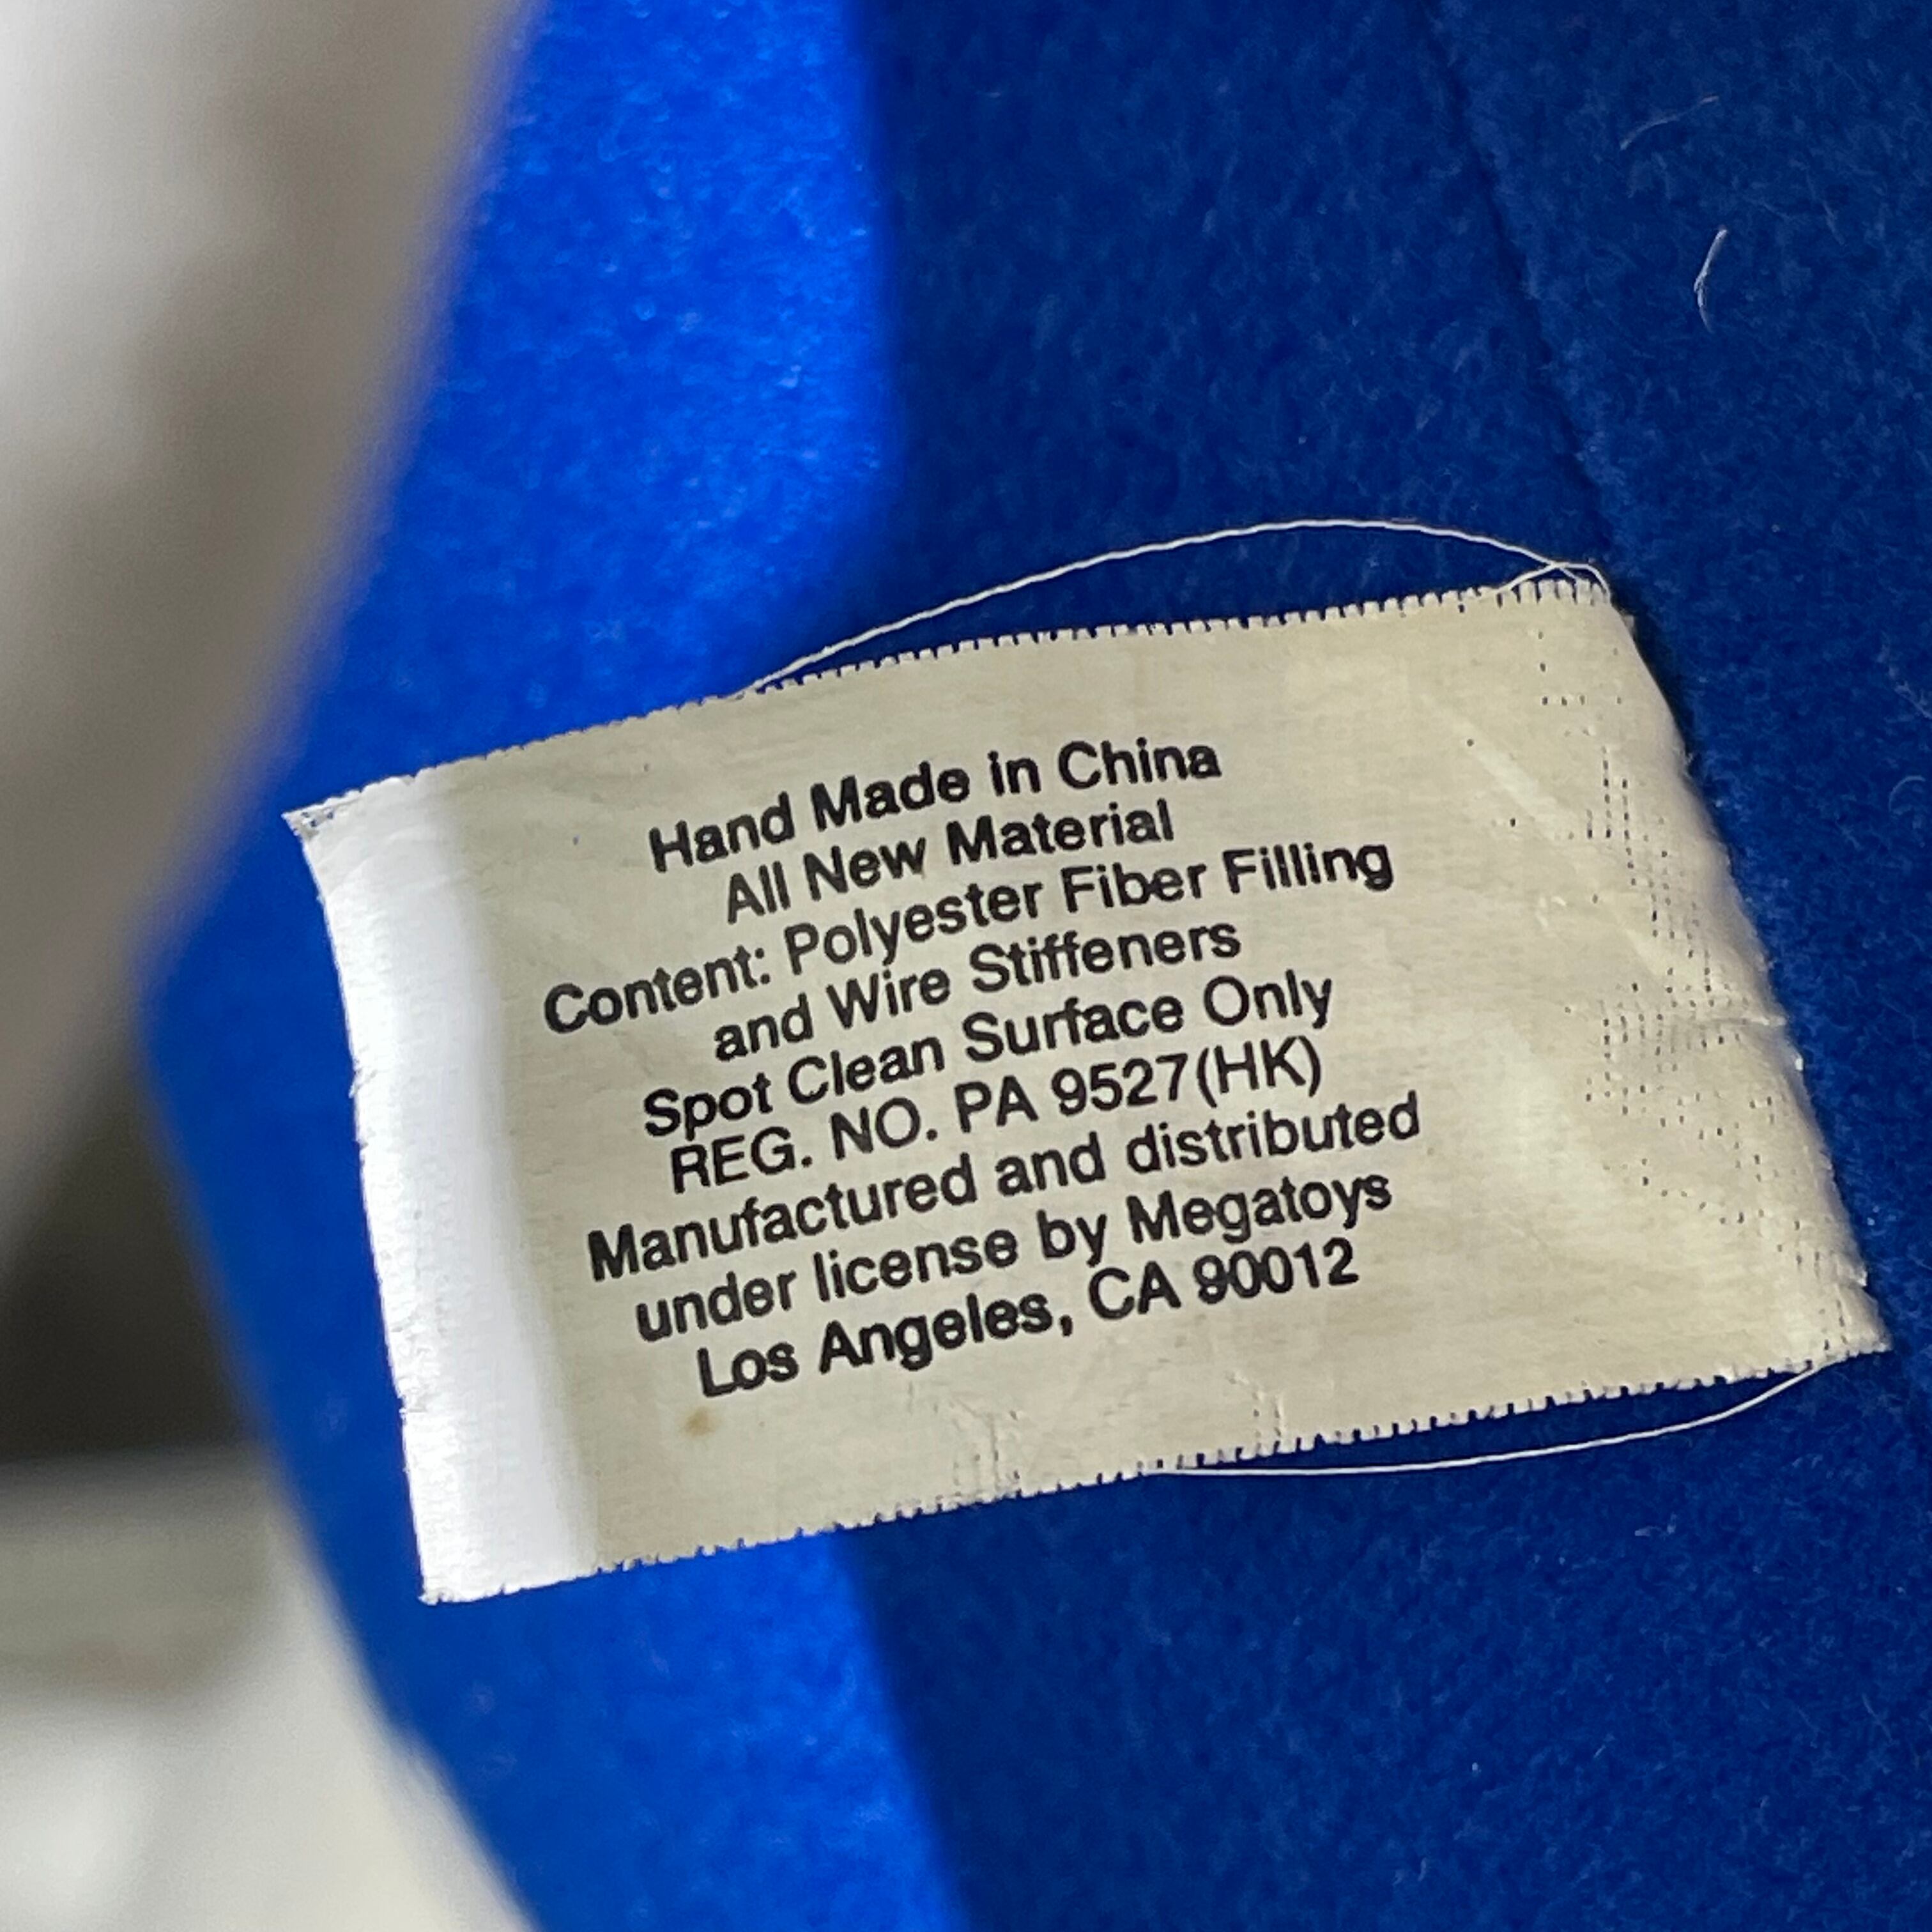 Hand Made in China
All New Material
Content: Polyester Fiber Filling
and Wire Stiffeners
Spot Clean Surface Only
REG. NO. PA 9527(HK)
Manufactured and distributed
under license by Megatoys
Los Angeles, CA 90012